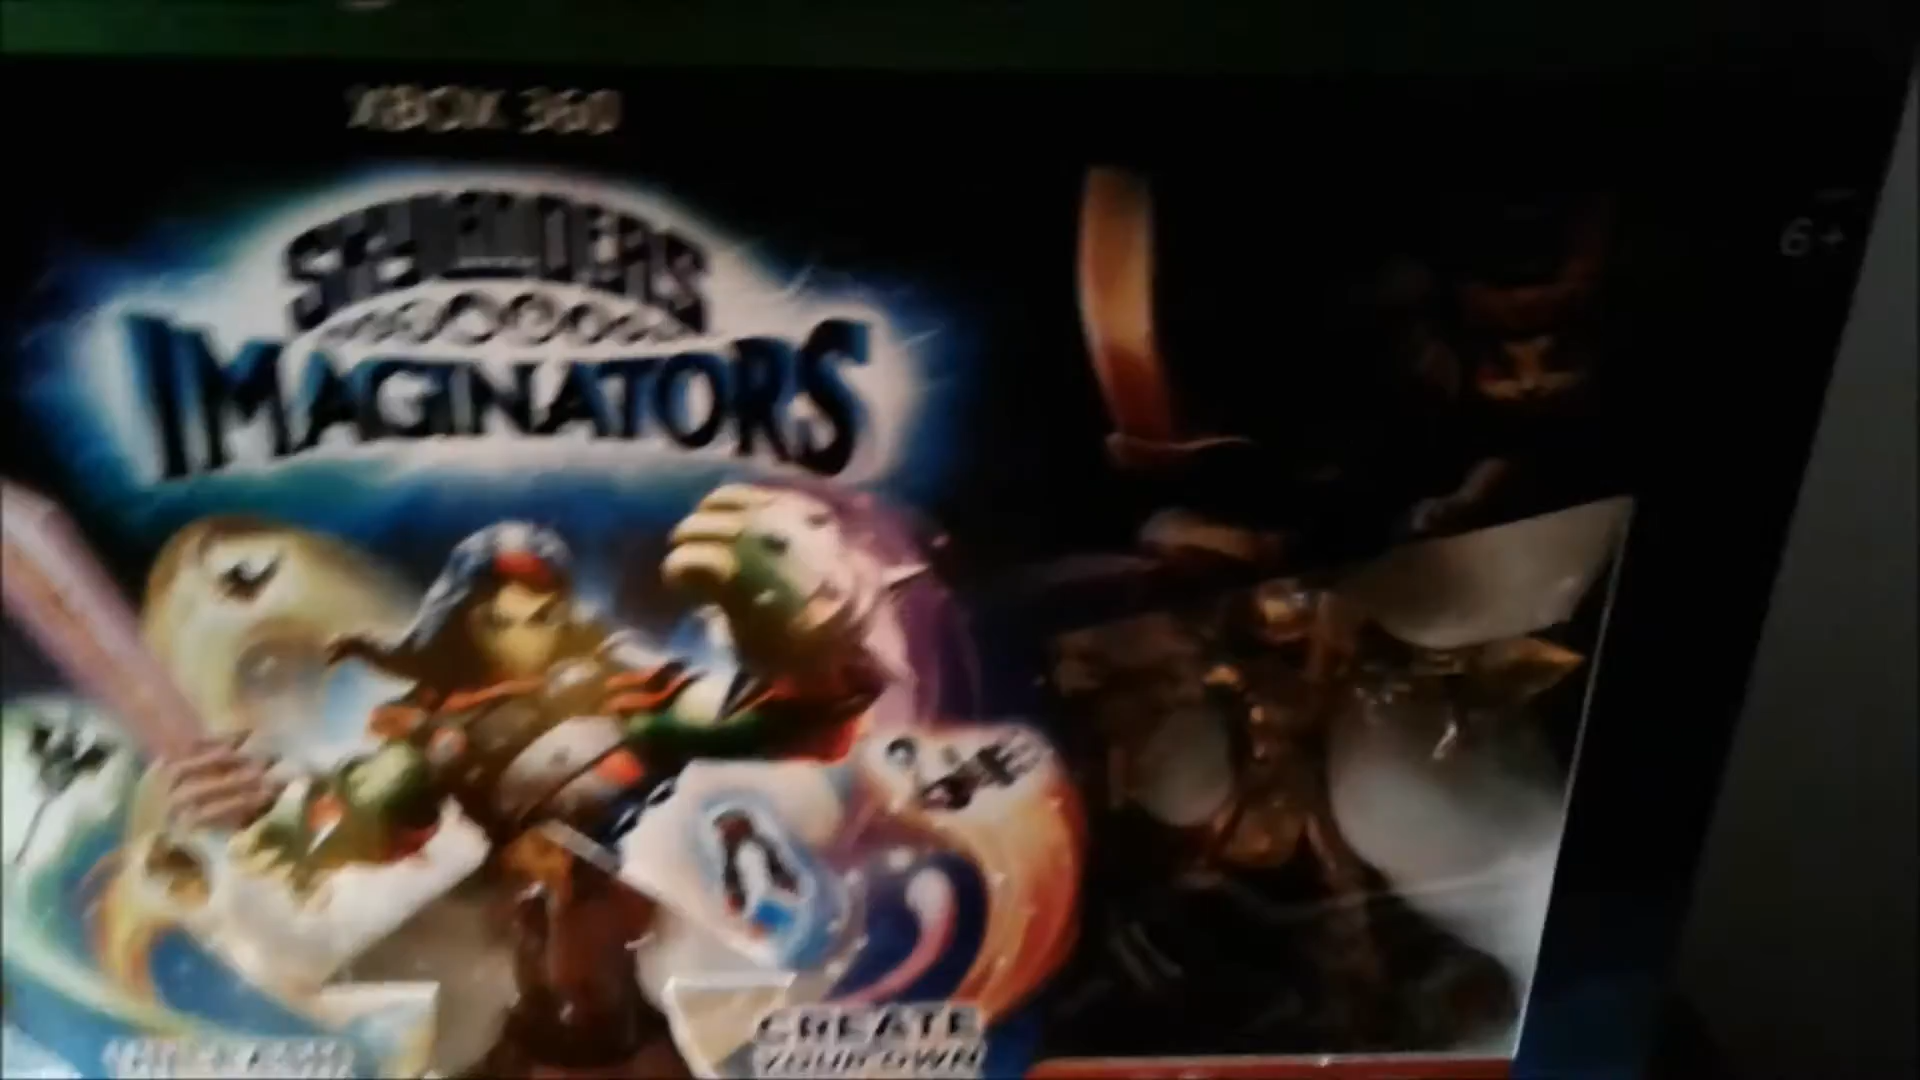 XBOX 360
SKYLANDERS
IMAGINATORS
6+
CREATE
YOUR OWN